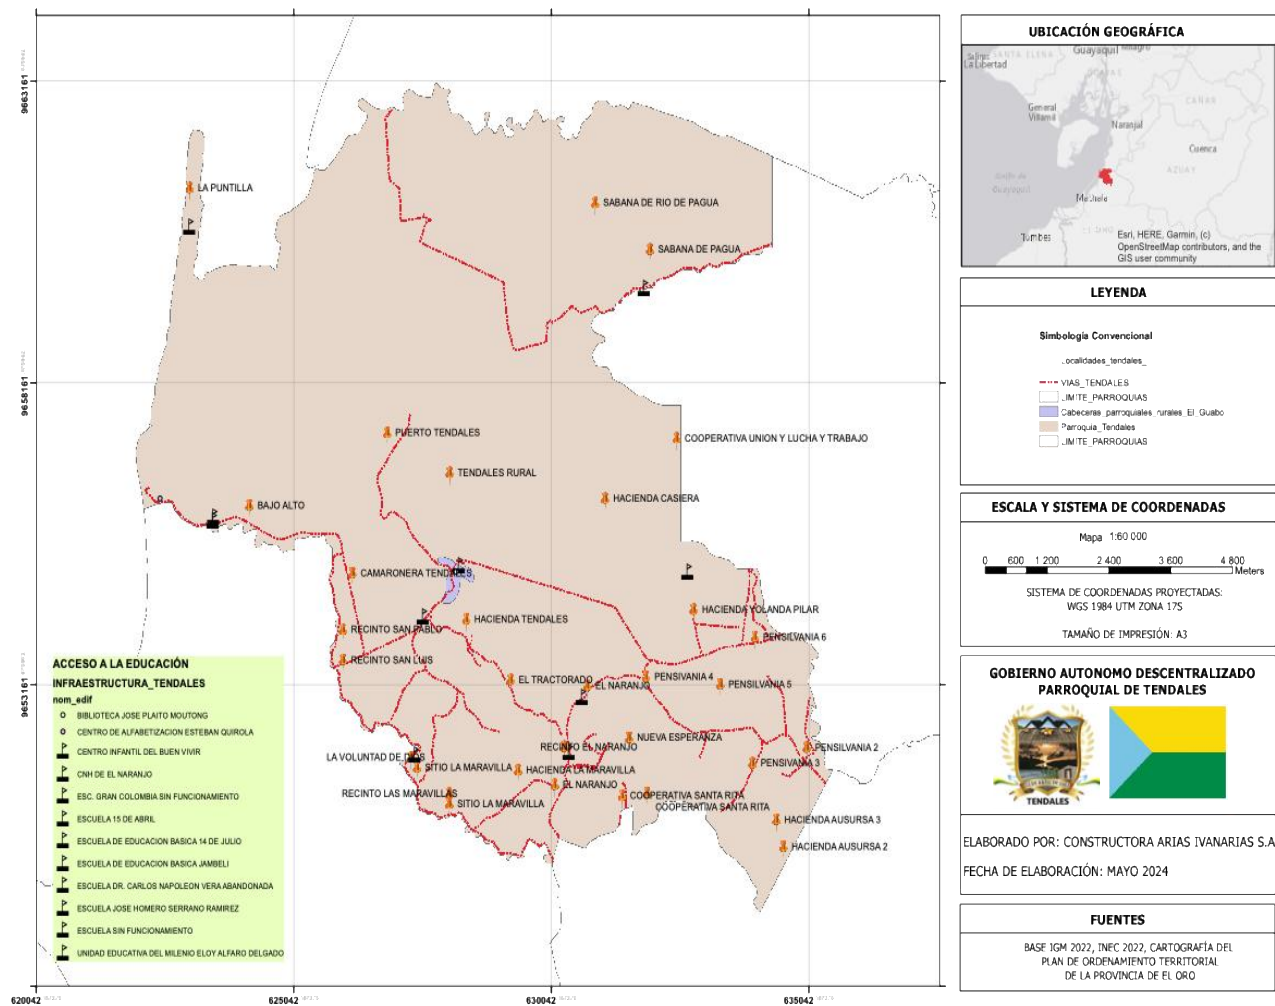 9663161
9658161
9653161
620042
625042
630042
635042
LA PUNTILLA
SABANA DE RIO DE PAGUA
SABANA DE PAGUA
PUERTO TENDALES
COOPERATIVA UNION Y LUCHA Y TRABAJO
TENDALES RURAL
HACIENDA CASIERA
BAJO ALTO
CAMARONERA TENDALES
HACIENDA YOLANDA PILAR
HACIENDA TENDALES
RECINTO SAN PABLO
PENSILVANIA 6
RECINTO SAN LUIS
EL TRACTORADO
EL NARANJO
PENSIVANIA 4
PENSILVANIA 5
NUEVA ESPERANZA
RECINTO EL NARANJO
PENSILVANIA 2
LA VOLUNTAD DE DIOS
SITIO LA MARAVILLA
HACIENDA LA MARAVILLA
PENSIVANIA 3
EL NARANJO
RECINTO LAS MARAVILLAS
SITIO LA MARAVILLA
COOPERATIVA SANTA RITA
COOPERATIVA SANTA RITA
HACIENDA AUSURSA 3
HACIENDA AUSURSA 2
ACCESO A LA EDUCACIÓN
INFRAESTRUCTURA_TENDALES
nom_edif
BIBLIOTECA JOSE PLAITO MOUTONG
CENTRO DE ALFABETIZACION ESTEBAN QUIROLA
CENTRO INFANTIL DEL BUEN VIVIR
CNH DE EL NARANJO
ESC. GRAN COLOMBIA SIN FUNCIONAMIENTO
ESCUELA 15 DE ABRIL
ESCUELA DE EDUCACION BASICA 14 DE JULIO
ESCUELA DE EDUCACION BASICA JAMBELI
ESCUELA DR. CARLOS NAPOLEON VERA ABANDONADA
ESCUELA JOSE HOMERO SERRANO RAMIREZ
ESCUELA SIN FUNCIONAMIENTO
UNIDAD EDUCATIVA DEL MILENIO ELOY ALFARO DELGADO
UBICACIÓN GEOGRÁFICA
SANTA ELENA
Guayaquil
Milagro
La Libertad
General
Villamil
CAÑAR
Naranjal
Cuenca
AZUAY
Golfo de
Guayaquil
Machala
Tumbes
Esri, HERE, Garmin, (c)
OpenStreetMap contributors, and the
GIS user community
LEYENDA
Simbología Convencional
Localidades_tendales_
VIAS_TENDALES
LIMITE_PARROQUIAS
Cabeceras_parroquiales_rurales_El_Guabo
Parroquia_Tendales
LIMITE_PARROQUIAS
ESCALA Y SISTEMA DE COORDENADAS
Mapa 1:60 000
0 600 1 200 2 400 3 600 4 800
Meters
SISTEMA DE COORDENADAS PROYECTADAS:
WGS 1984 UTM ZONA 17S
TAMAÑO DE IMPRESIÓN: A3
GOBIERNO AUTONOMO DESCENTRALIZADO
PARROQUIAL DE TENDALES
TENDALES
ELABORADO POR: CONSTRUCTORA ARIAS IVANARIAS S.A
FECHA DE ELABORACIÓN: MAYO 2024
FUENTES
BASE IGM 2022, INEC 2022, CARTOGRAFÍA DEL
PLAN DE ORDENAMIENTO TERRITORIAL
DE LA PROVINCIA DE EL ORO